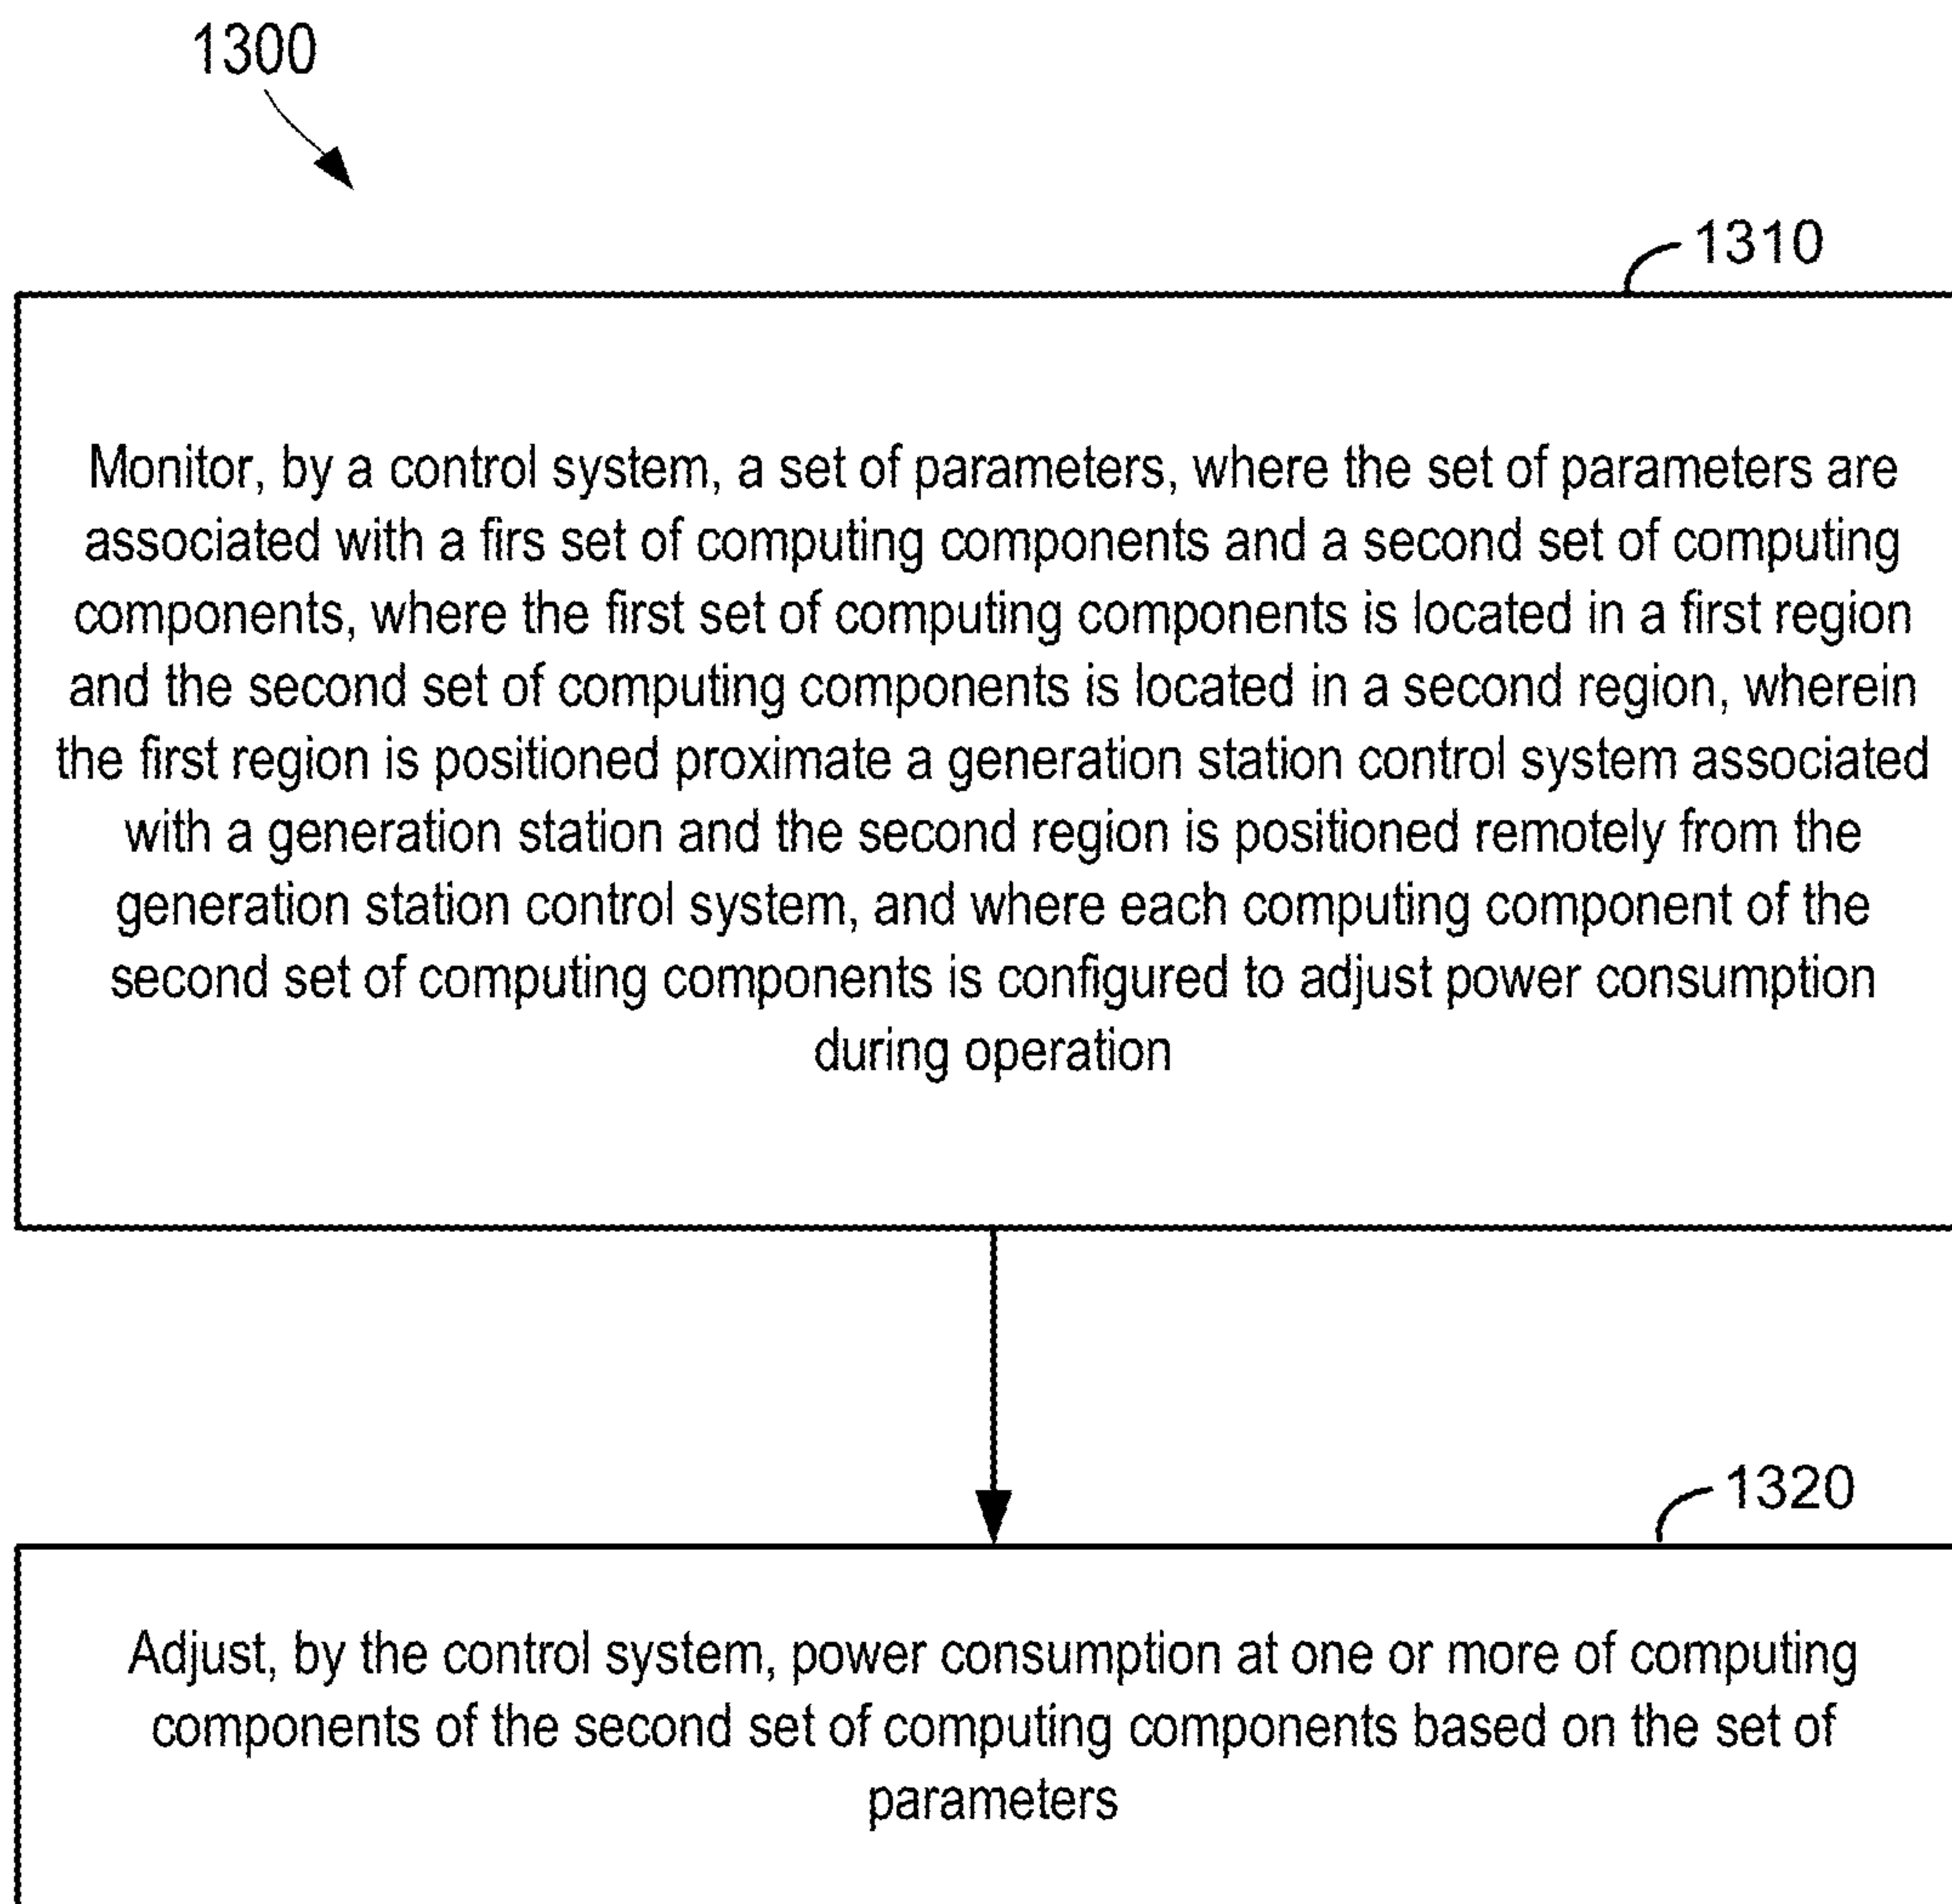 1300
1310
Monitor, by a control system, a set of parameters, where the set of parameters are
associated with a firs set of computing components and a second set of computing
components, where the first set of computing components is located in a first region
and the second set of computing components is located in a second region, wherein
the first region is positioned proximate a generation station control system associated
with a generation station and the second region is positioned remotely from the
generation station control system, and where each computing component of the
second set of computing components is configured to adjust power consumption
during operation
1320
Adjust, by the control system, power consumption at one or more of computing
components of the second set of computing components based on the set of
parameters